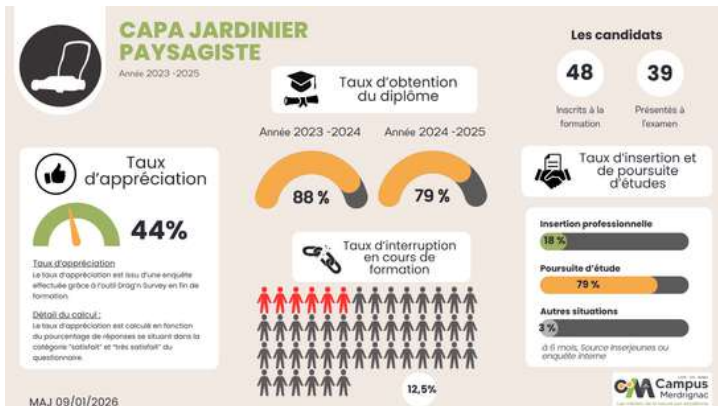 CAPA JARDINIER
PAYSAGISTE
Année 2023 -2025
Taux d'obtention
du diplôme
Année 2023 -2024
Année 2024 -2025
88 %
79 %
Les candidats
48
39
Inscrits à la
formation
Présentés à
l'examen
Taux
d'appréciation
44%
Taux d'appréciation
Le taux d'appréciation est issu d'une enquête
effectuée grâce à l'outil Drag'n Survey en fin de
formation.
Détail du calcul :
Le taux d'appréciation est calculé en fonction
du pourcentage de réponses se situant dans la
catégorie "satisfait" et "très satisfait" du
questionnaire.
Taux d'interruption
en cours de
formation
12,5%
Taux d'insertion et
de poursuite
d'études
Insertion professionnelle
18 %
Poursuite d'étude
79 %
Autres situations
3 %
à 6 mois, Source Inserjeunes ou
enquête interne
Campus
Merdrignac
MAJ 09/01/2026